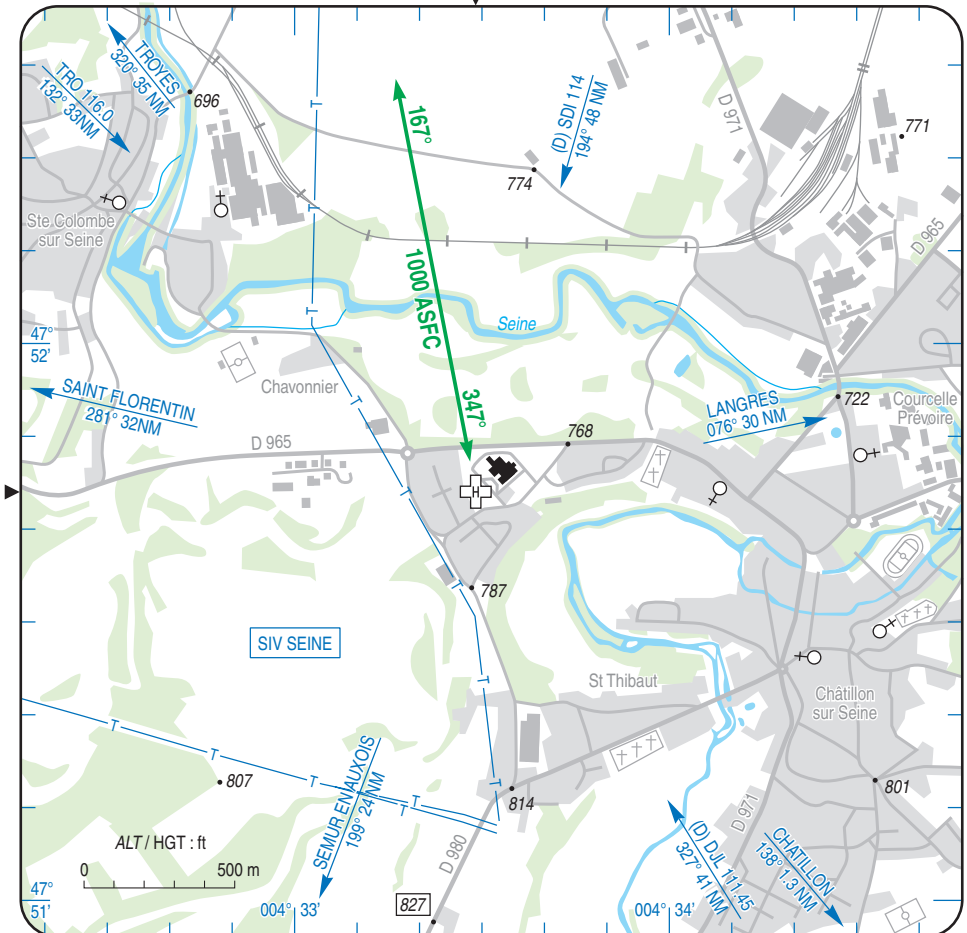 TROYES
320° 35 NM
TRO 116.0
132° 33NM
696
167°
(D) SDI 114
194° 48 NM
D 971
771
774
Ste Colombe
sur Seine
D 965
1000 ASFC
Seine
47°
52'
Chavonnier
SAINT FLORENTIN
281° 32NM
347°
LANGRES
076° 30 NM
722
Courcelle
Prévoire
D 965
768
H
787
SIV SEINE
St Thibaut
Châtillon
sur Seine
T
T
T
T
T
T
T
T
T
T
T
T
T
807
SEMUR EN AUXOIS
199° 24 NM
814
801
ALT / HGT : ft
0 500 m
D 980
D 971
(D) DJL 111.45
327° 41 NM
CHATILLON
138° 1.3 NM
47°
51'
004° 33'
827
004° 34'